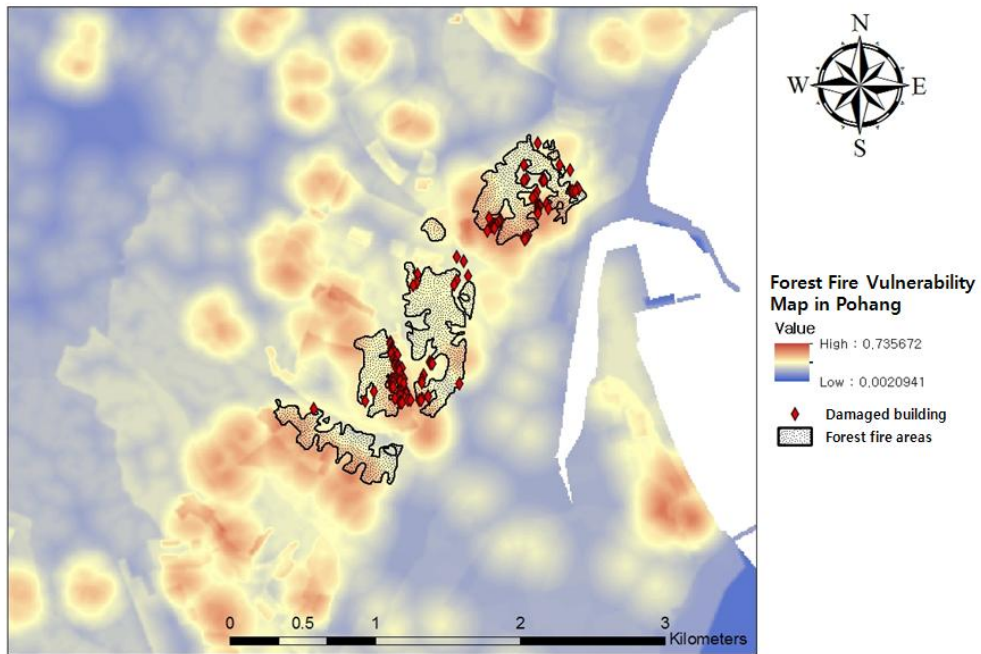 N
W E
S
Forest Fire Vulnerability
Map in Pohang
Value
High : 0.735672
Low : 0.0020941
Damaged building
Forest fire areas
0 0.5 1 2 3
Kilometers